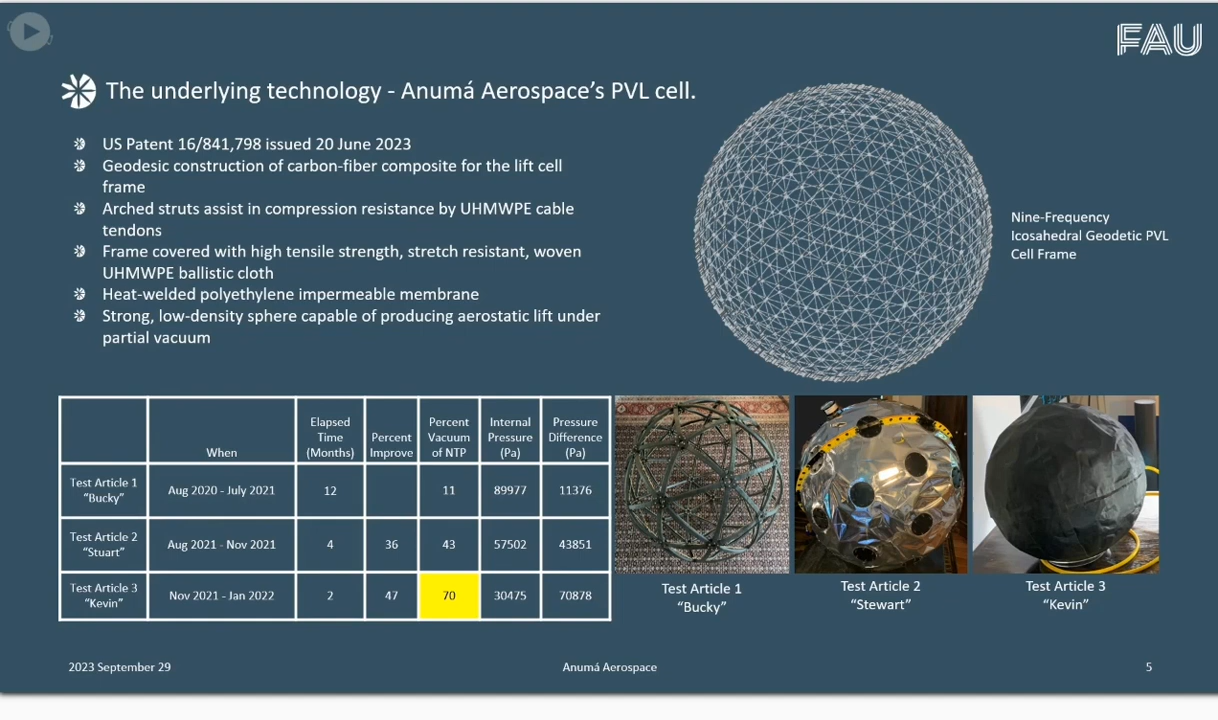 FAU
The underlying technology - Anumá Aerospace's PVL cell.
US Patent 16/841,798 issued 20 June 2023
Geodesic construction of carbon-fiber composite for the lift cell
frame
Arched struts assist in compression resistance by UHMWPE cable
tendons
Frame covered with high tensile strength, stretch resistant, woven
UHMWPE ballistic cloth
Heat-welded polyethylene impermeable membrane
Strong, low-density sphere capable of producing aerostatic lift under
partial vacuum
Nine-Frequency
Icosahedral Geodetic PVL
Cell Frame
When
Elapsed
Time
(Months)
Percent
Improve
Percent
Vacuum
of NTP
Internal
Pressure
(Pa)
Pressure
Difference
(Pa)
Test Article 1
"Bucky"
Aug 2020 - July 2021
12
11
89977
11376
Test Article 2
"Stuart"
Aug 2021 - Nov 2021
4
36
43
57502
43851
Test Article 3
"Kevin"
Nov 2021 - Jan 2022
2
47
70
30475
70878
Test Article 1
"Bucky"
Test Article 2
"Stewart"
Test Article 3
"Kevin"
2023 September 29
Anumá Aerospace
5